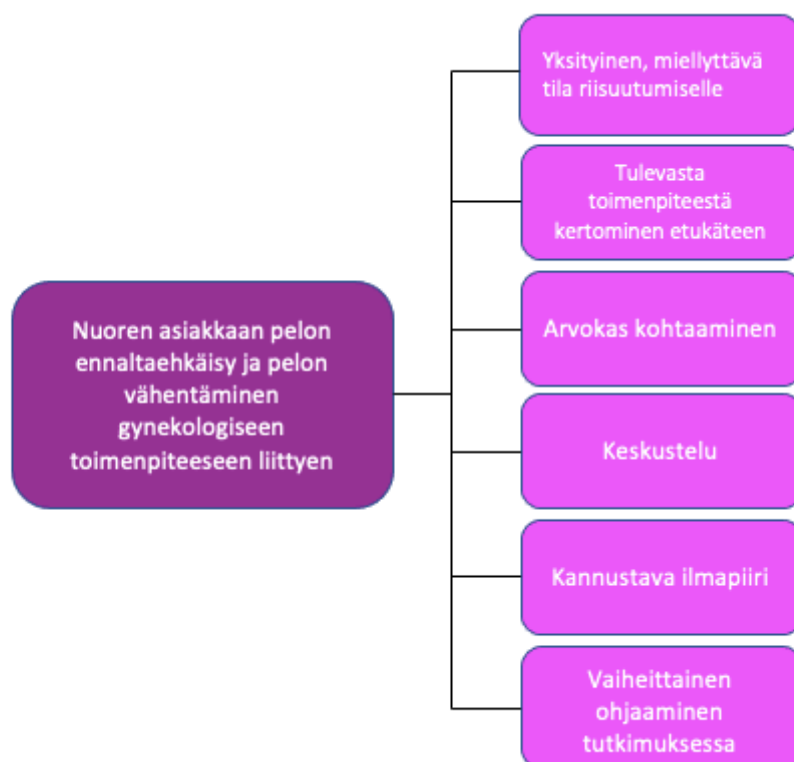 Nuoren asiakkaan pelon
ennaltaehkäisy ja pelon
vähentäminen
gynekologiseen
toimenpiteeseen liittyen
Yksityinen, miellyttävä
tila riisuutumiselle
Tulevasta
toimenpiteestä
kertominen etukäteen
Arvokas kohtaaminen
Keskustelu
Kannustava ilmapiiri
Vaiheittainen
ohjaaminen
tutkimuksessa